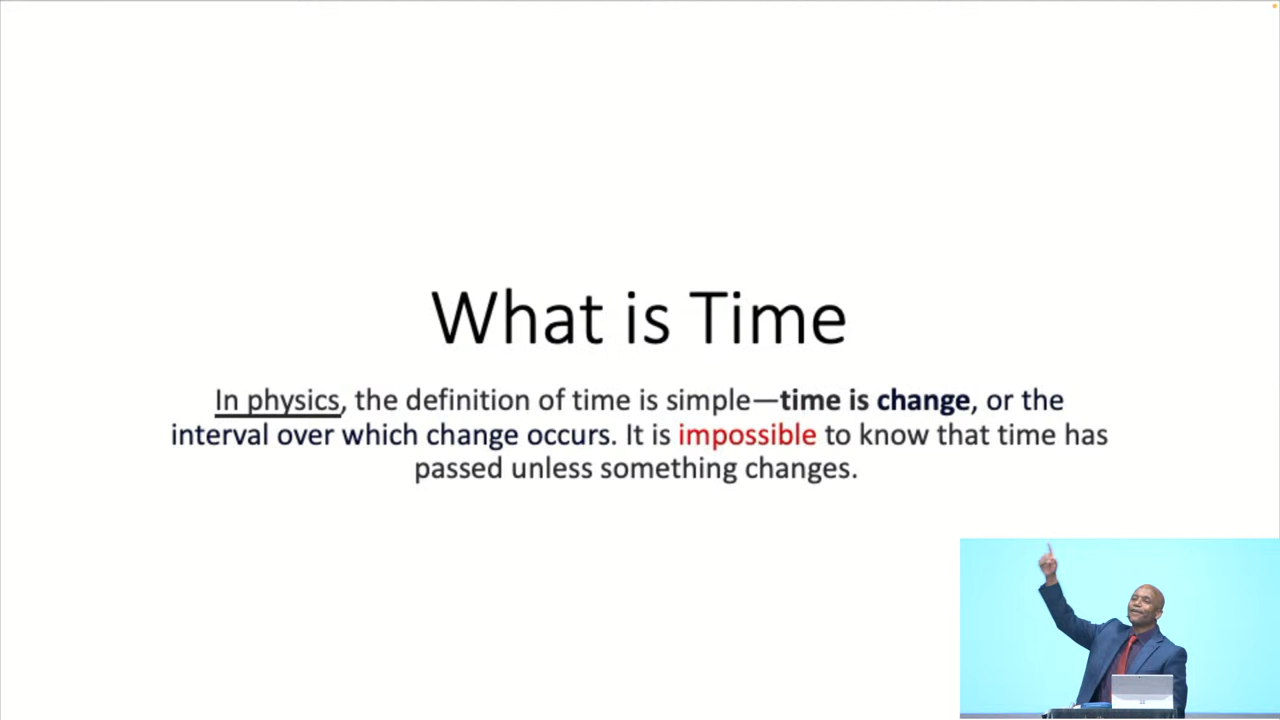 What is Time
In physics, the definition of time is simple—time is change, or the
interval over which change occurs. It is impossible to know that time has
passed unless something changes.